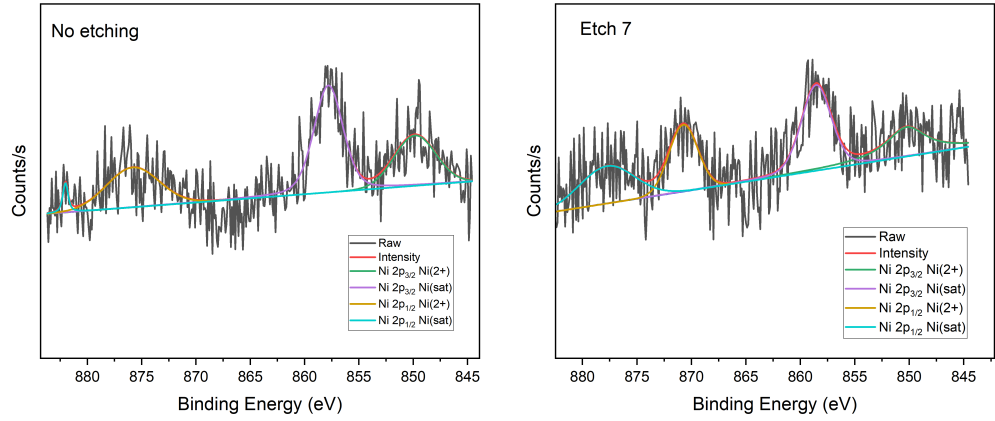 No etching
Counts/s
Raw
Intensity
Ni 2p3/2 Ni(2+)
Ni 2p3/2 Ni(sat)
Ni 2p1/2 Ni(2+)
Ni 2p1/2 Ni(sat)
880 875 870 865 860 855 850 845
Binding Energy (eV)
Etch 7
Counts/s
Raw
Intensity
Ni 2p3/2 Ni(2+)
Ni 2p3/2 Ni(sat)
Ni 2p1/2 Ni(2+)
Ni 2p1/2 Ni(sat)
880 875 870 865 860 855 850 845
Binding Energy (eV)